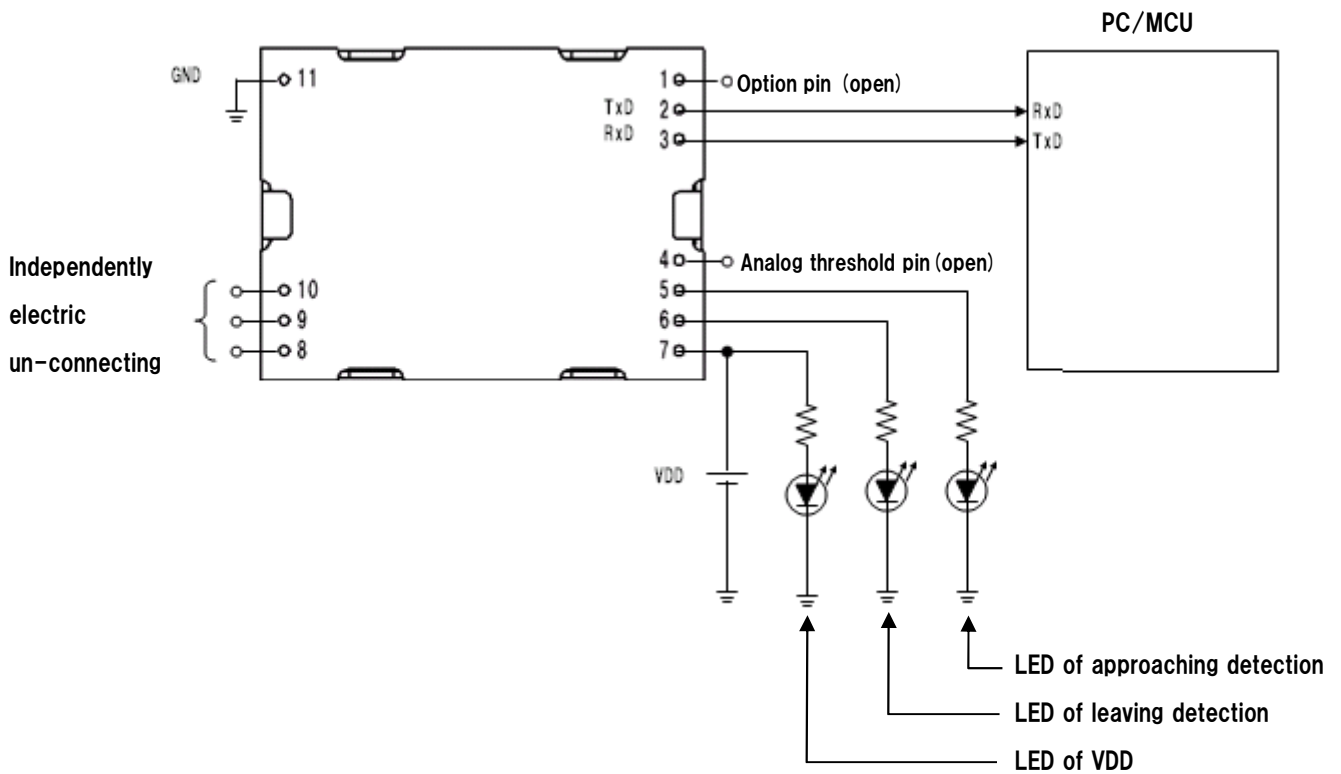 PC/MCU
GND
11
1
Option pin (open)
TxD
2
RxD
RxD
3
TxD
4
Analog threshold pin (open)
Independently
electric
un-connecting
10
9
8
5
6
7
VDD
LED of approaching detection
LED of leaving detection
LED of VDD